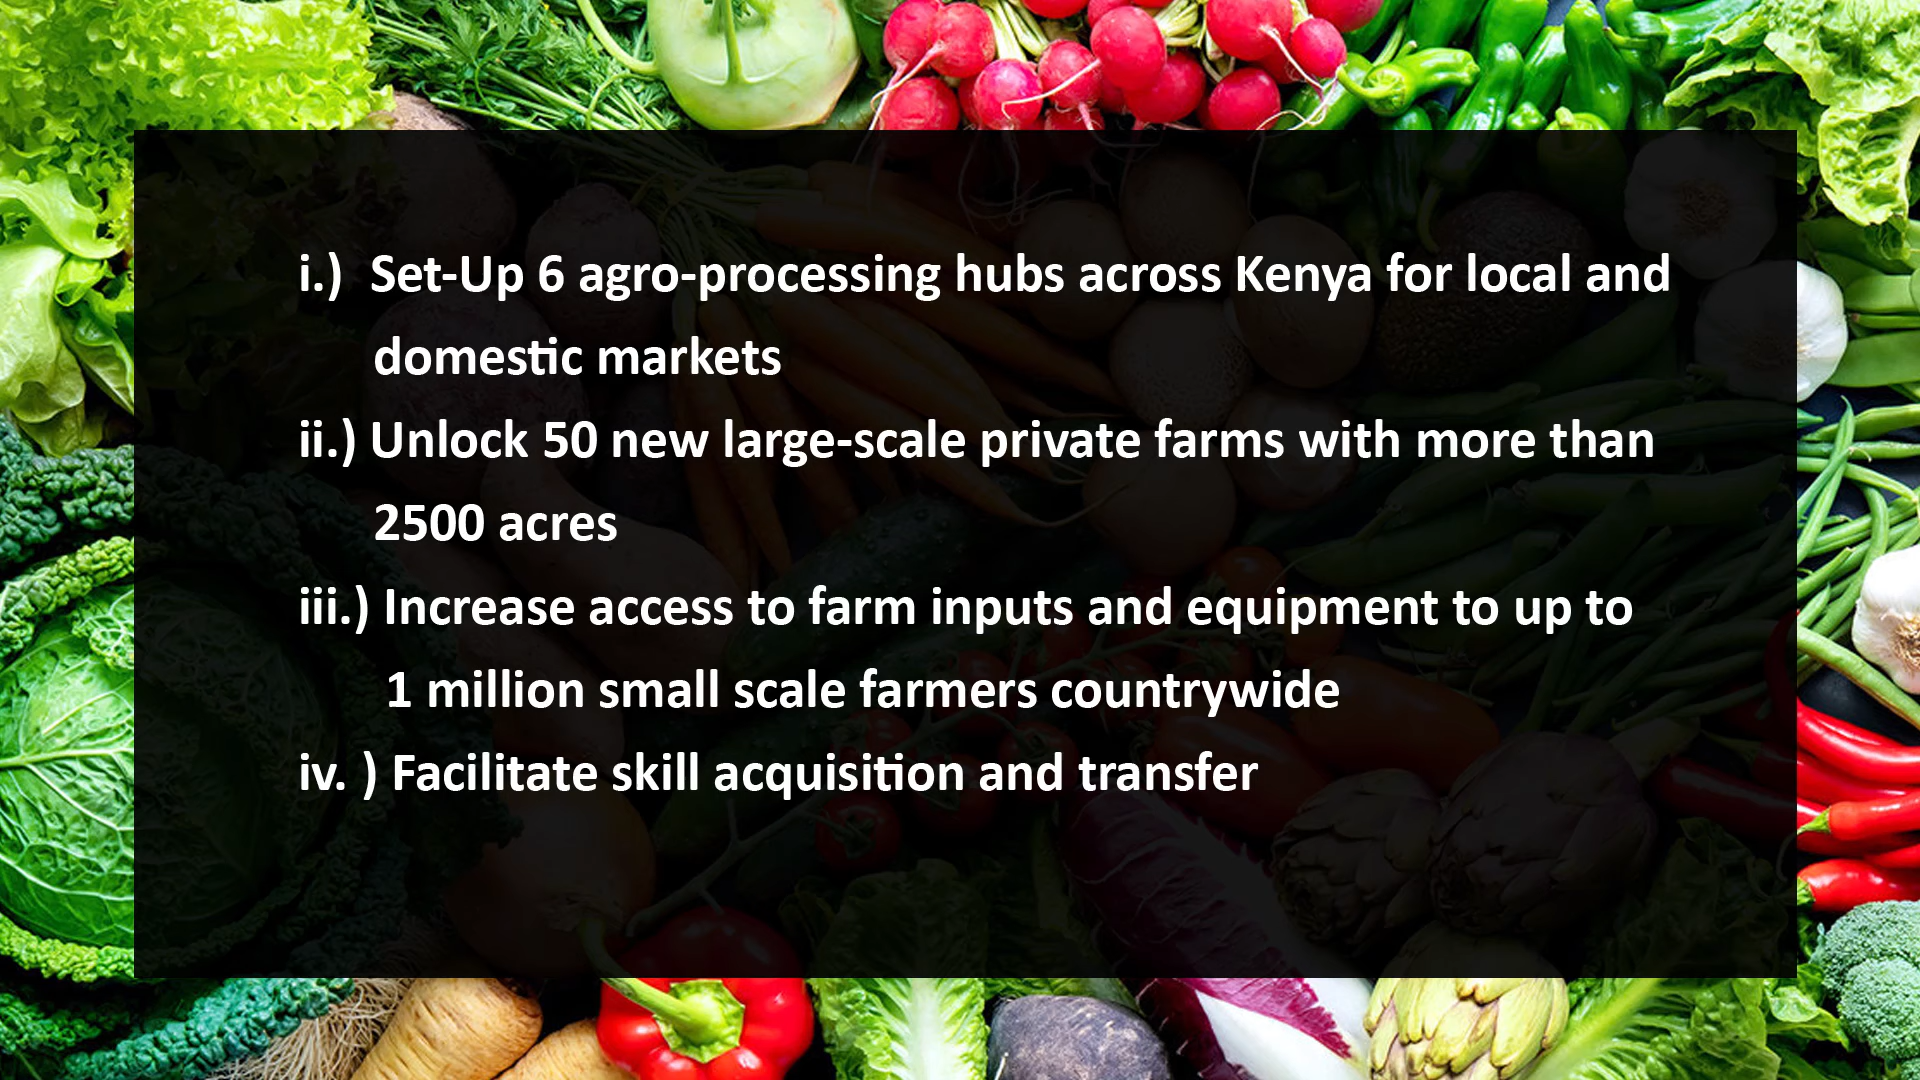 i.) Set-Up 6 agro-processing hubs across Kenya for local and
domestic markets
ii.) Unlock 50 new large-scale private farms with more than
2500 acres
iii.) Increase access to farm inputs and equipment to up to
1 million small scale farmers countrywide
iv. ) Facilitate skill acquisition and transfer